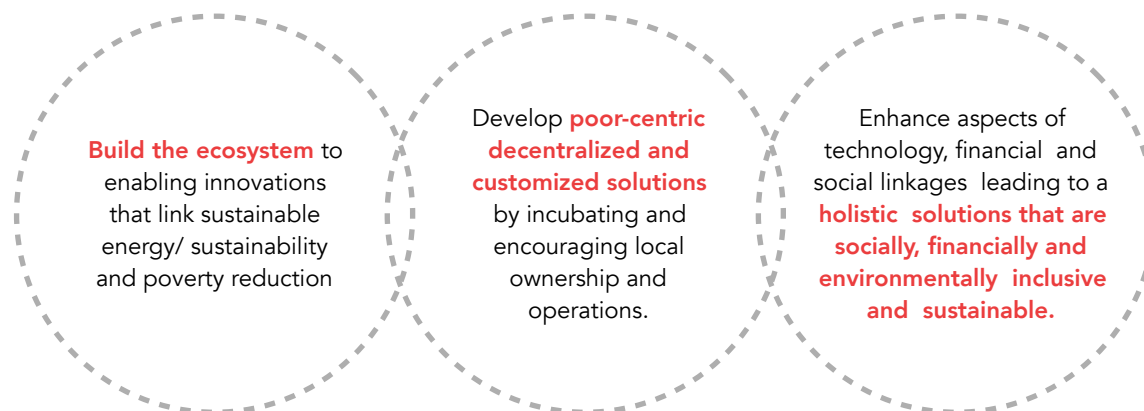 Build the ecosystem to
enabling innovations
that link sustainable
energy/ sustainability
and poverty reduction
Develop poor-centric
decentralized and
customized solutions
by incubating and
encouraging local
ownership and
operations.
Enhance aspects of
technology, financial and
social linkages leading to a
holistic solutions that are
socially, financially and
environmentally inclusive
and sustainable.